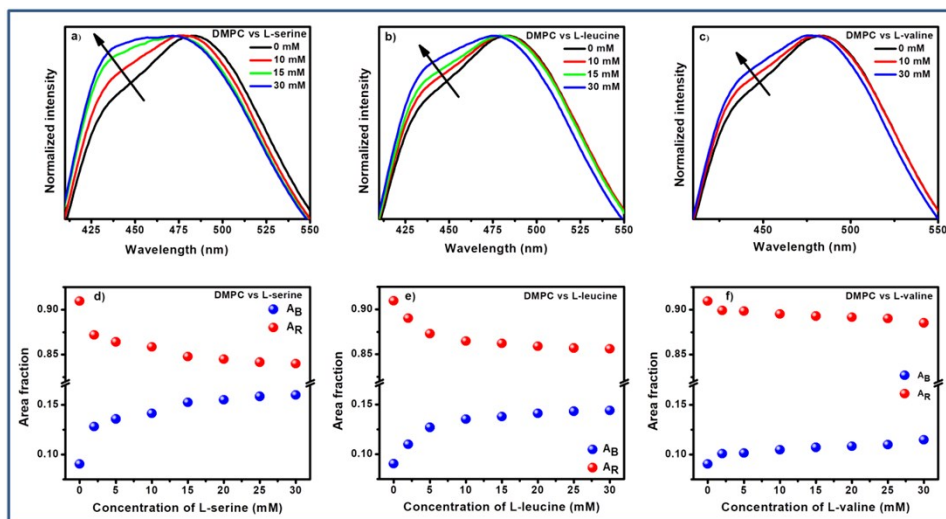 a)
DMPC vs L-serine
0 mM
10 mM
15 mM
30 mM
Normalized intensity
425 450 475 500 525 550
Wavelength (nm)
b)
DMPC vs L-leucine
0 mM
10 mM
15 mM
30 mM
Normalized intensity
425 450 475 500 525 550
Wavelength (nm)
c)
DMPC vs L-valine
0 mM
10 mM
30 mM
Normalized intensity
450 500 550
Wavelength (nm)
d)
DMPC vs L-serine
A_B
A_R
Area fraction
0.90
0.85
0.15
0.10
0 5 10 15 20 25 30
Concentration of L-serine (mM)
e)
DMPC vs L-leucine
A_B
A_R
Area fraction
0.90
0.85
0.15
0.10
0 5 10 15 20 25 30
Concentration of L-leucine (mM)
f)
DMPC vs L-valine
A_B
A_R
Area fraction
0.90
0.85
0.15
0.10
0 5 10 15 20 25 30
Concentration of L-valine (mM)